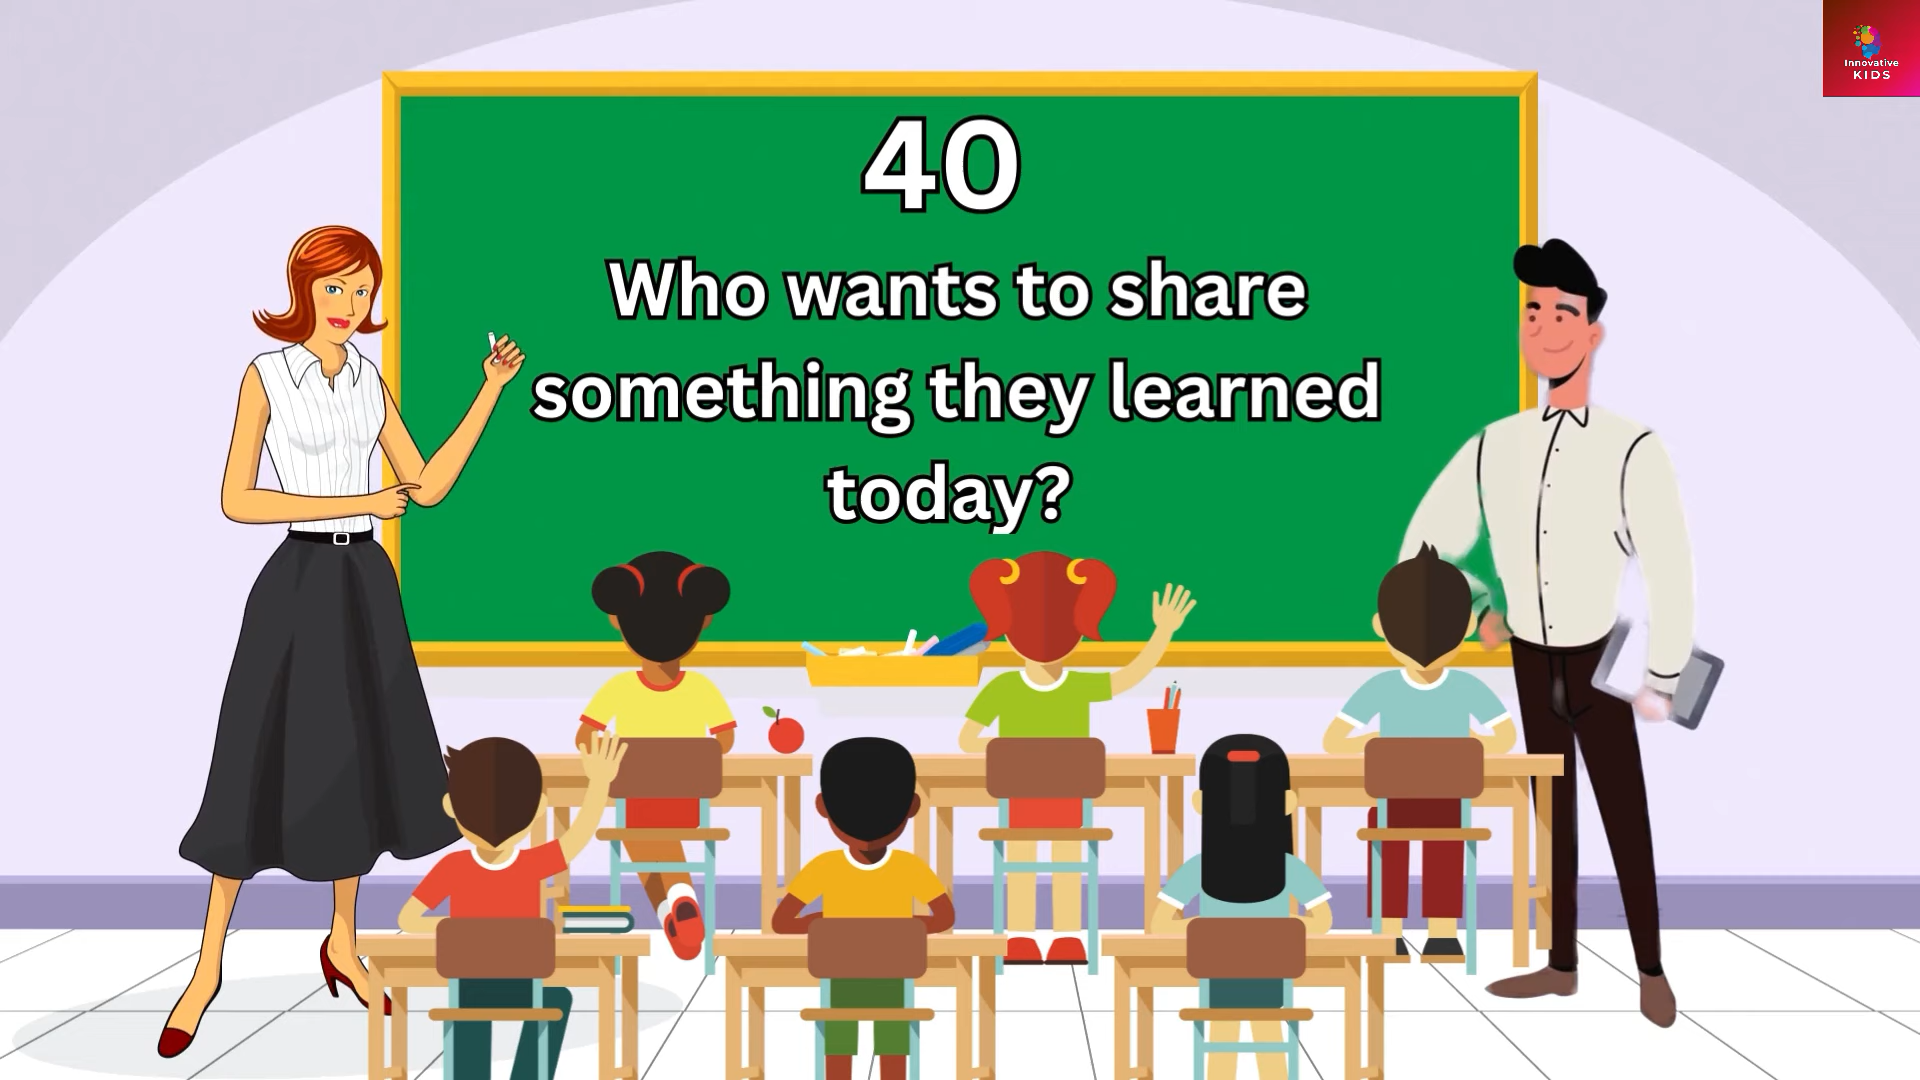 Innovative
KIDS
40
Who wants to share
something they learned
today?